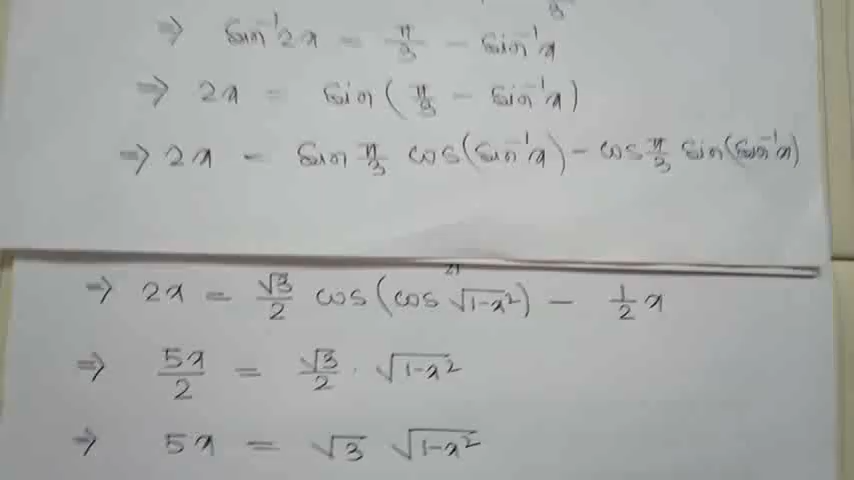 ⇒ sin⁻¹2x = π/3 − sin⁻¹x
⇒ 2x = sin(π/3 − sin⁻¹x)
⇒ 2x = sin π/3 cos(sin⁻¹x) − cos π/3 sin(sin⁻¹x)
⇒ 2x = √3/2 cos(cos √(1−x²)) − 1/2 x
⇒ 5x/2 = √3/2 · √(1−x²)
⇒ 5x = √3 √(1−x²)